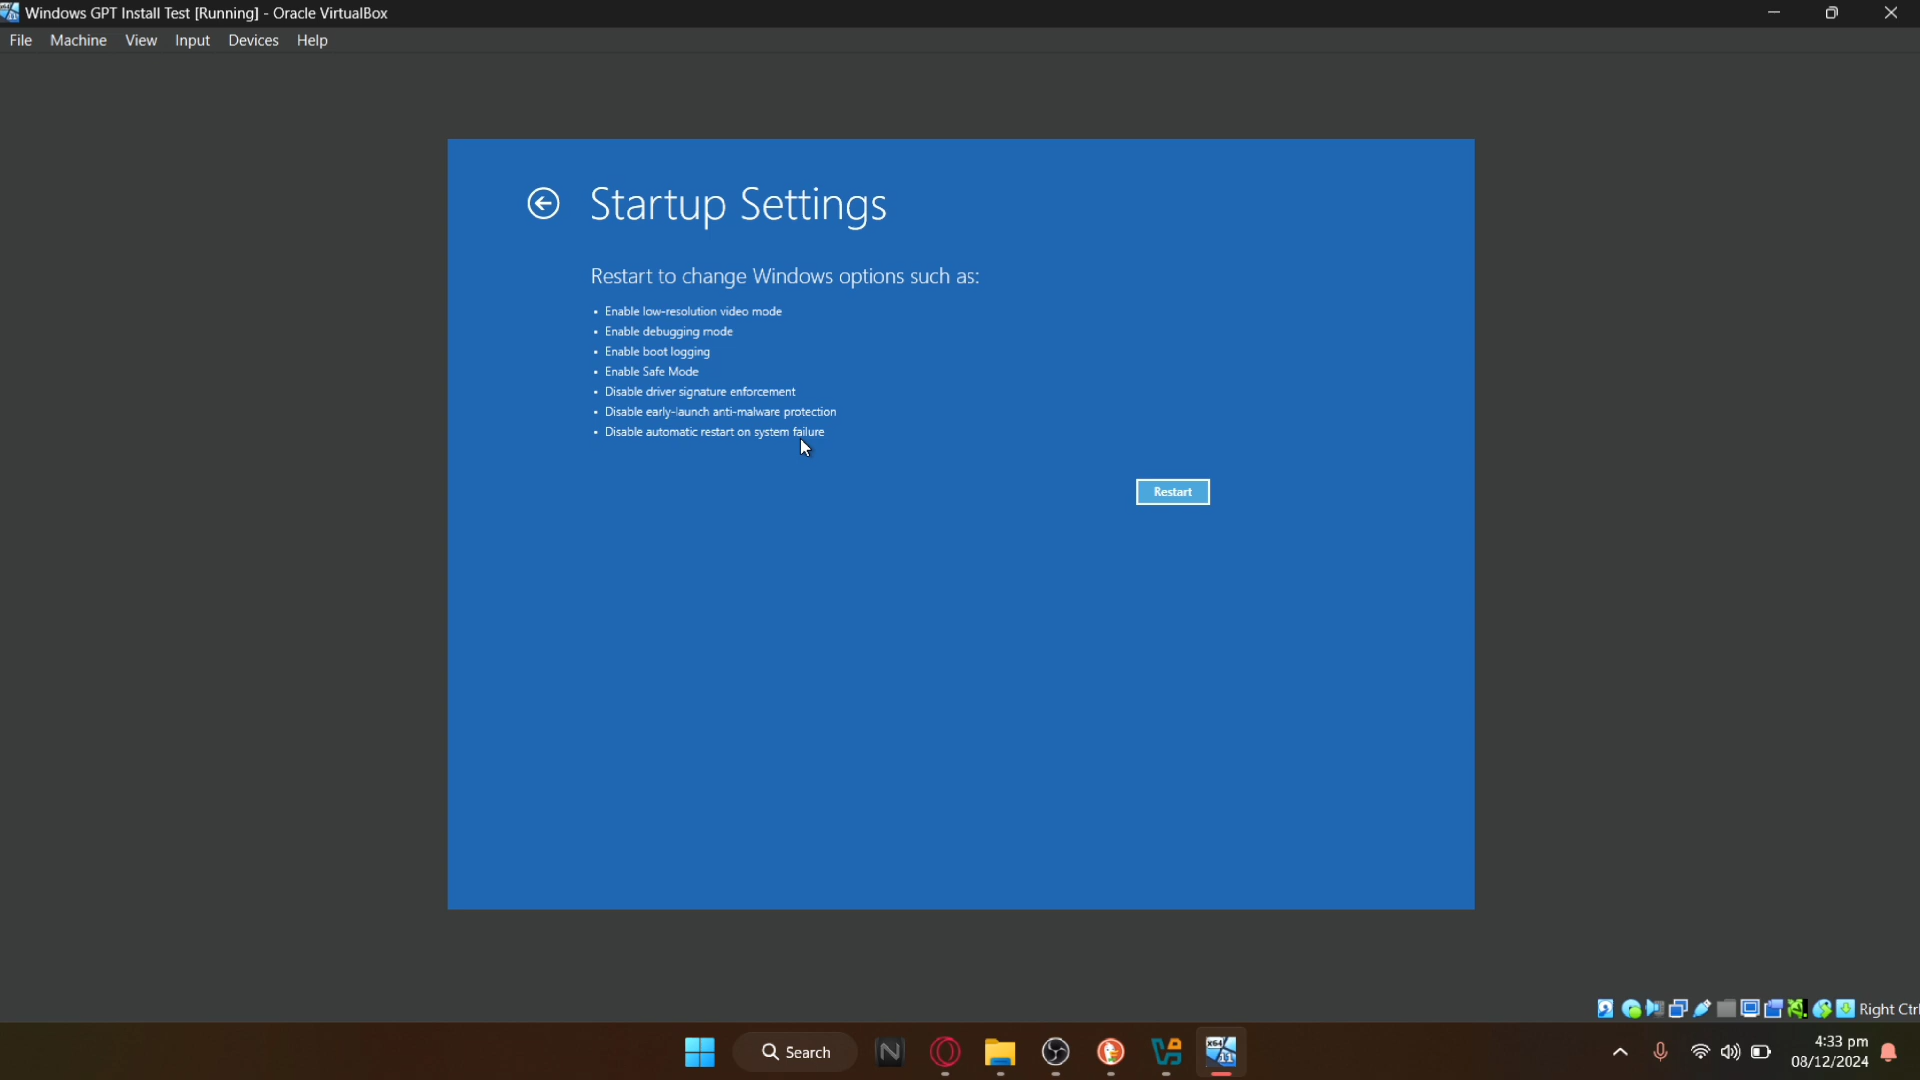 Windows GPT Install Test [Running] - Oracle VirtualBox
File Machine View Input Devices Help
Startup Settings
Restart to change Windows options such as:
• Enable low-resolution video mode
• Enable debugging mode
• Enable boot logging
• Enable Safe Mode
• Disable driver signature enforcement
• Disable early-launch anti-malware protection
• Disable automatic restart on system failure
Restart
Right Ctrl
Search
4:33 pm
08/12/2024